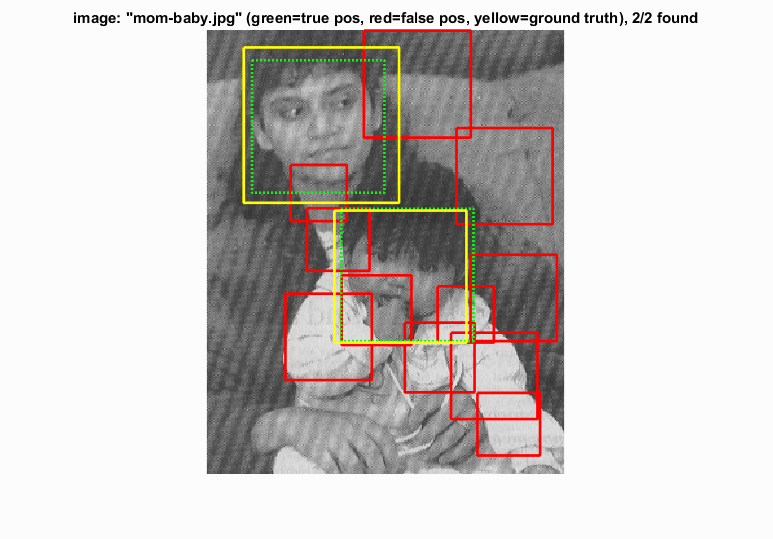 image: "mom-baby.jpg" (green=true pos, red=false pos, yellow=ground truth), 2/2 found